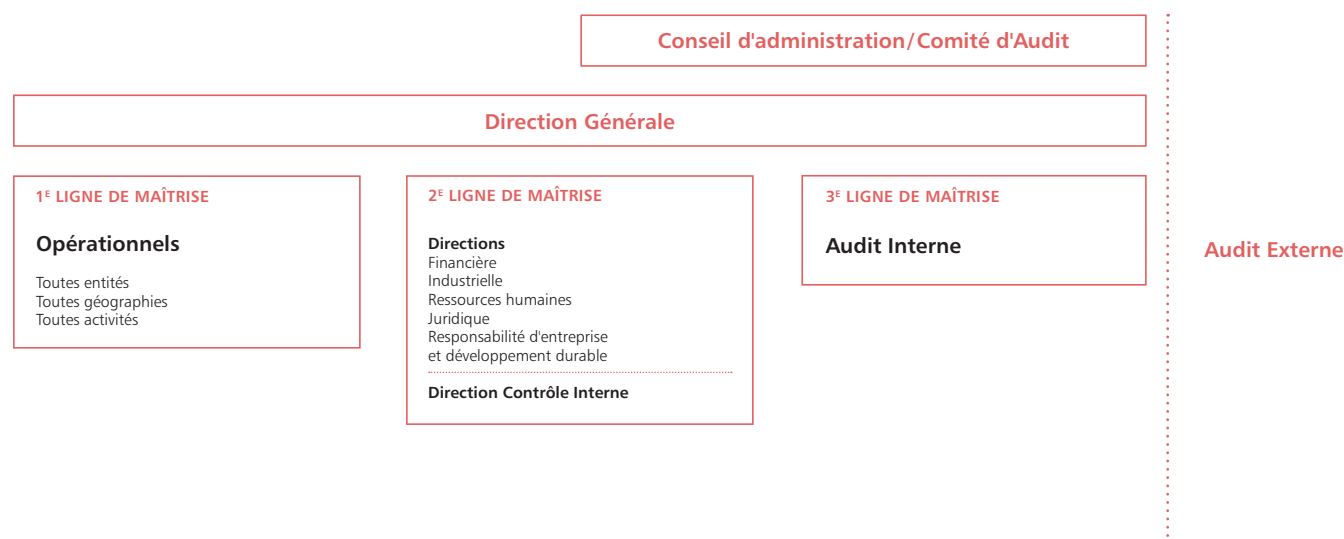 Conseil d'administration/Comité d'Audit
Direction Générale
1E LIGNE DE MAÎTRISE
Opérationnels
Toutes entités
Toutes géographies
Toutes activités
2E LIGNE DE MAÎTRISE
Directions
Financière
Industrielle
Ressources humaines
Juridique
Responsabilité d'entreprise
et développement durable
Direction Contrôle Interne
3E LIGNE DE MAÎTRISE
Audit Interne
Audit Externe